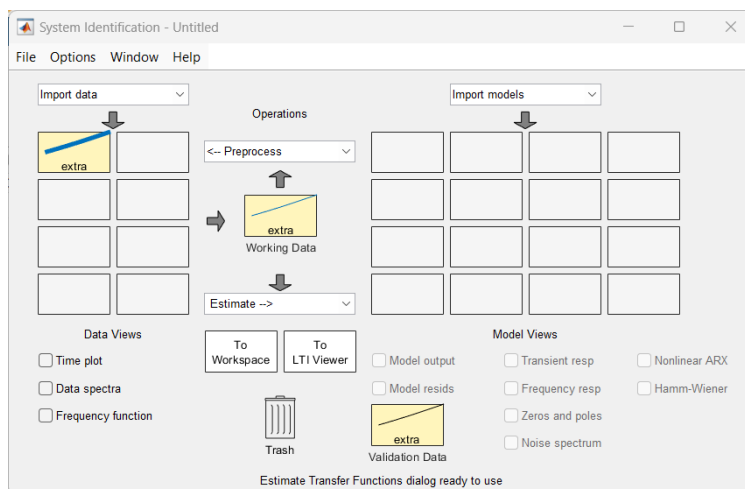 System Identification - Untitled
File Options Window Help
Import data
Import models
Operations
extra
<-- Preprocess
extra
Working Data
Estimate -->
Data Views
Time plot
Data spectra
Frequency function
To
Workspace
To
LTI Viewer
Trash
Model Views
Model output
Transient resp
Nonlinear ARX
Model resids
Frequency resp
Hamm-Wiener
Zeros and poles
Noise spectrum
extra
Validation Data
Estimate Transfer Functions dialog ready to use